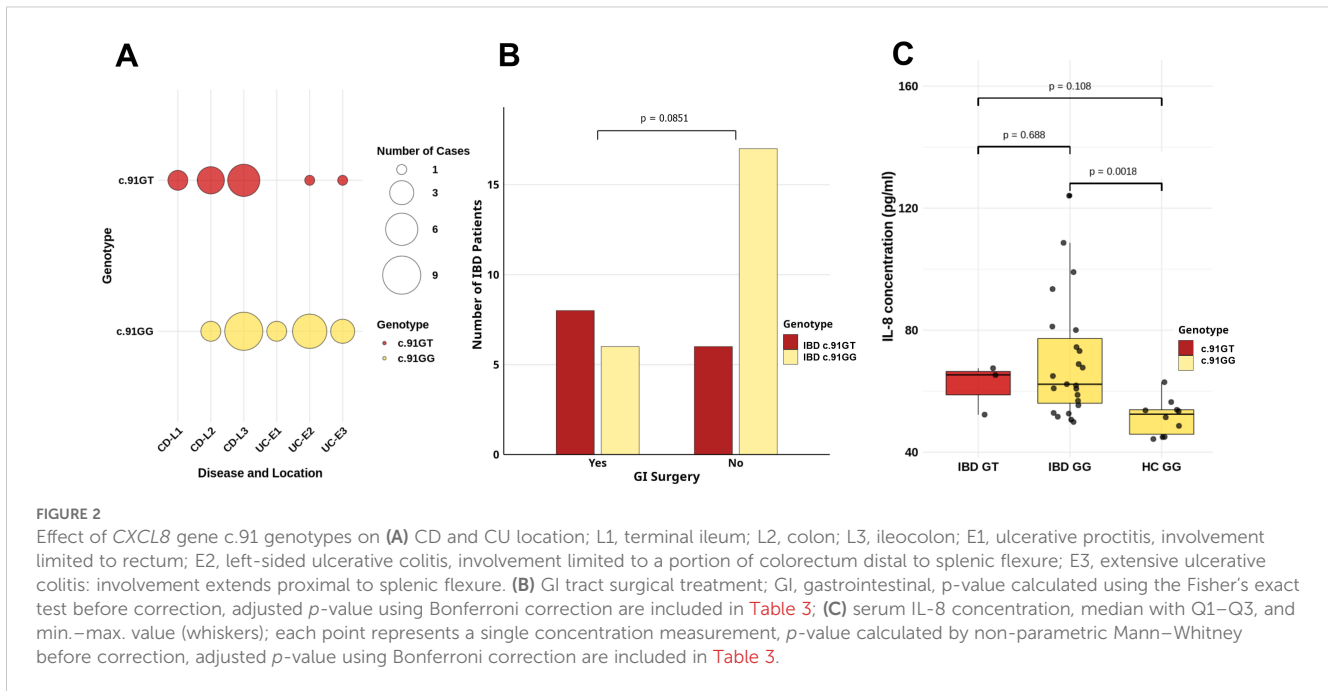 A
Genotype
c.91GT
c.91GG
CD-L1
CD-L2
CD-L3
UC-E1
UC-E2
UC-E3
Disease and Location
Number of Cases
1
3
6
9
Genotype
c.91GT
c.91GG
B
Number of IBD Patients
15
10
5
0
p = 0.0851
Yes
No
GI Surgery
Genotype
IBD c.91GT
IBD c.91GG
C
IL-8 concentration (pg/ml)
160
120
80
40
p = 0.108
p = 0.688
p = 0.0018
IBD GT
IBD GG
HC GG
Genotype
c.91GT
c.91GG
FIGURE 2
Effect of CXCL8 gene c.91 genotypes on (A) CD and CU location; L1, terminal ileum; L2, colon; L3, ileocolon; E1, ulcerative proctitis, involvement
limited to rectum; E2, left-sided ulcerative colitis, involvement limited to a portion of colorectum distal to splenic flexure; E3, extensive ulcerative
colitis: involvement extends proximal to splenic flexure. (B) GI tract surgical treatment; GI, gastrointestinal, p-value calculated using the Fisher's exact
test before correction, adjusted p-value using Bonferroni correction are included in Table 3; (C) serum IL-8 concentration, median with Q1–Q3, and
min.–max. value (whiskers); each point represents a single concentration measurement, p-value calculated by non-parametric Mann–Whitney
before correction, adjusted p-value using Bonferroni correction are included in Table 3.